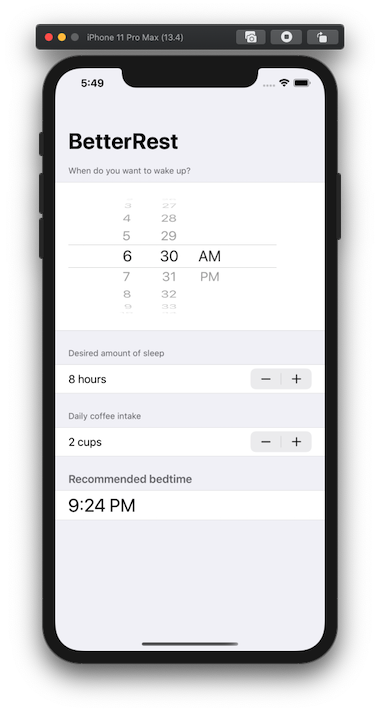 iPhone 11 Pro Max (13.4)
5:49
BetterRest
When do you want to wake up?
3 27
4 28
5 29
6 30 AM
7 31 PM
8 32
9 33
Desired amount of sleep
8 hours − +
Daily coffee intake
2 cups − +
Recommended bedtime
9:24 PM